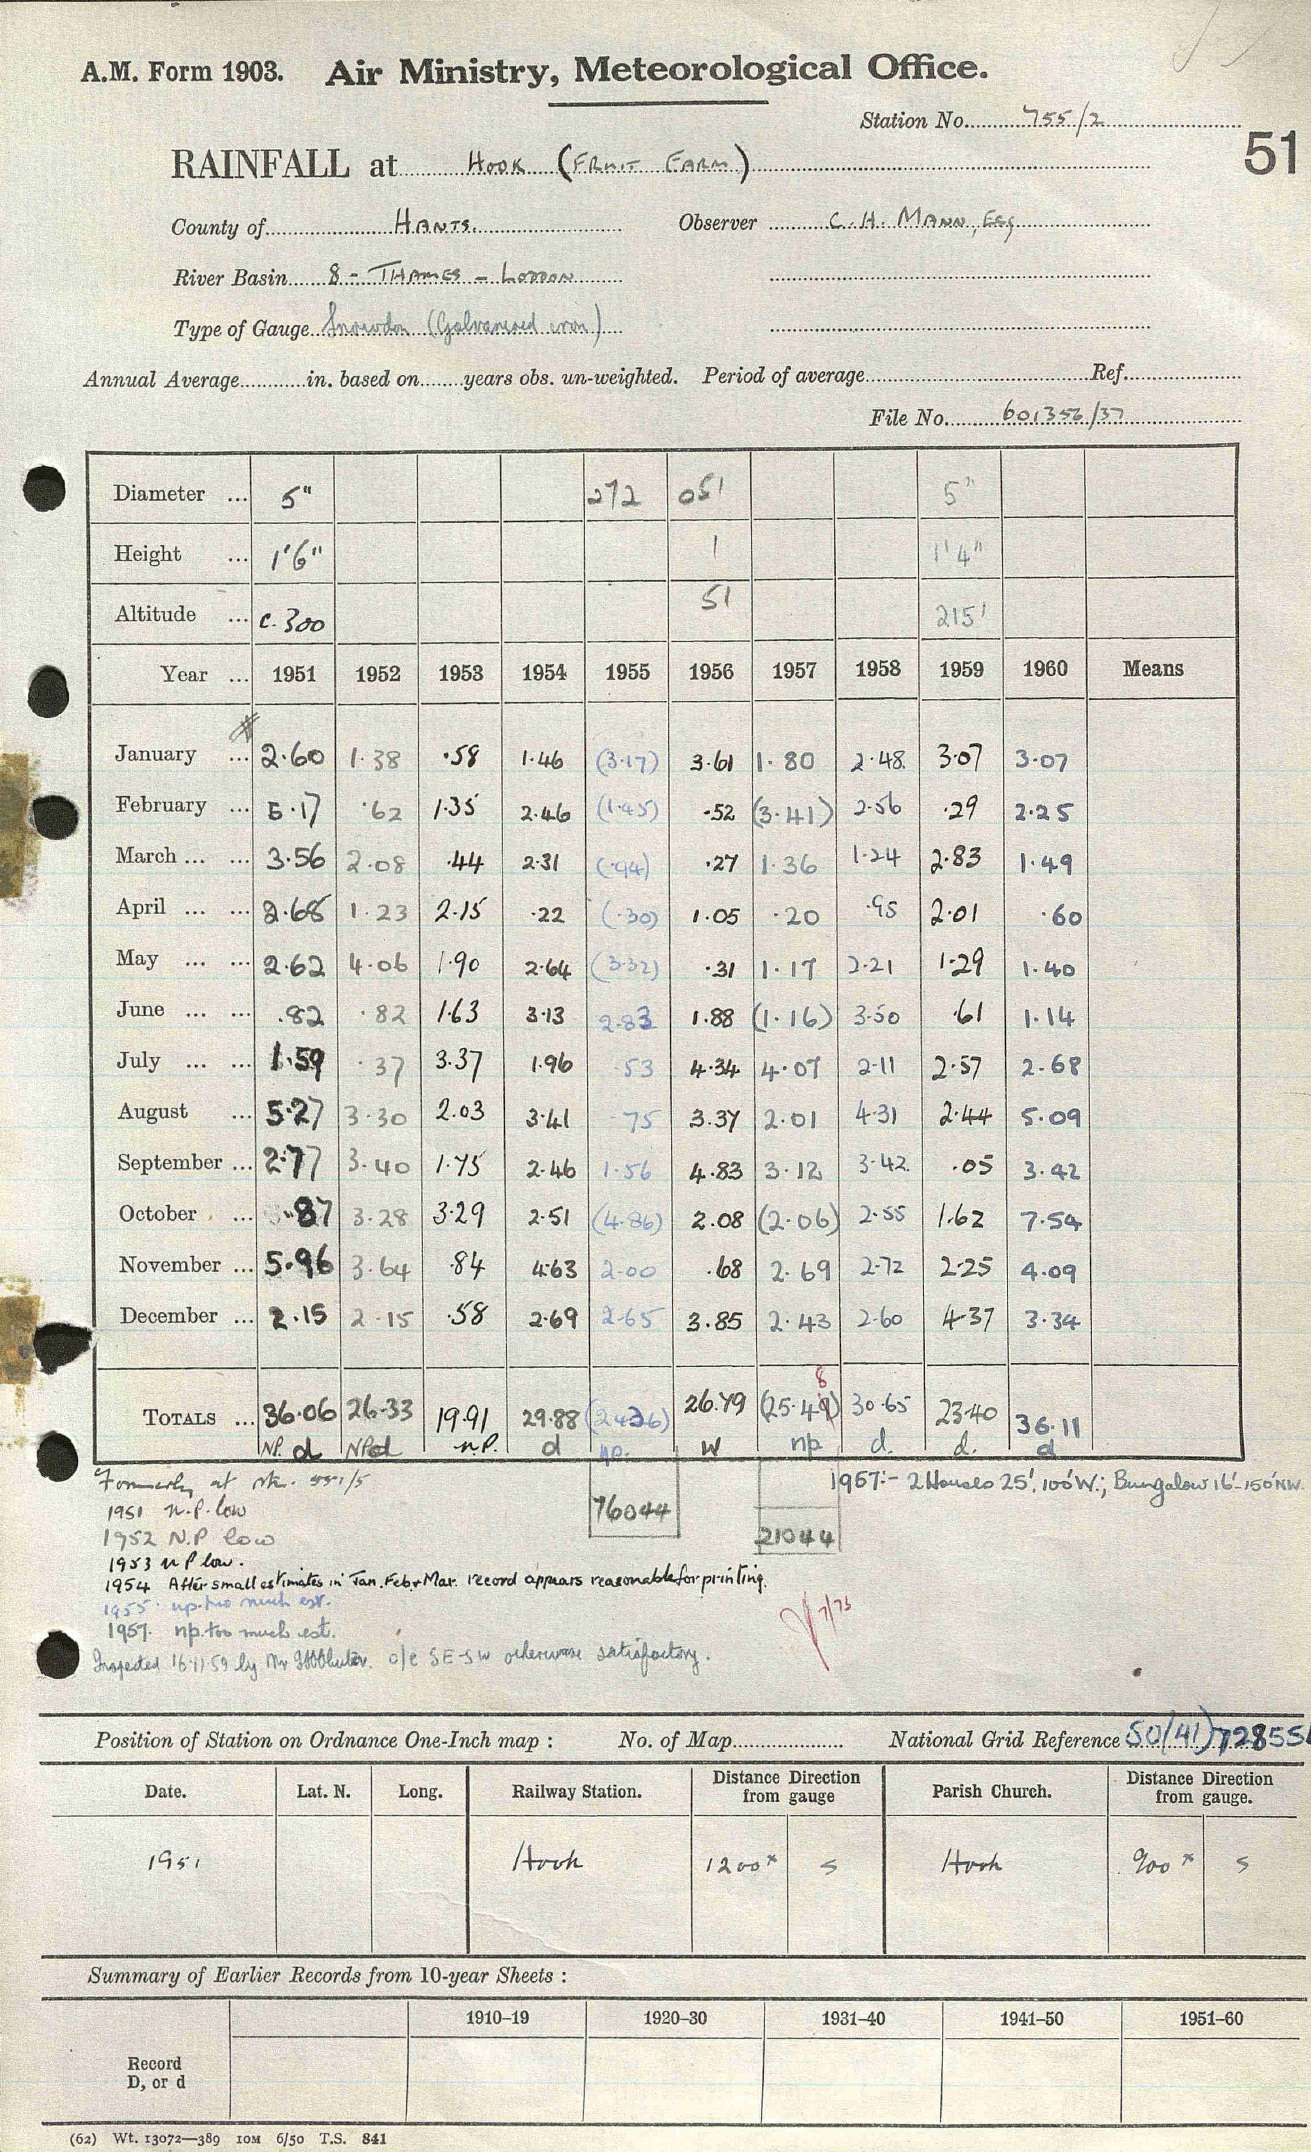 A.M. Form 1903. Air Ministry, Meteorological Office.
Station No. 755/2
51
RAINFALL at HOOK (FRUIT FARM)
County of HANTS. Observer C. H. MANN, ESQ
River Basin 8 - THAMES - LODDON
Type of Gauge Snowdon (Galvanised iron)
Annual Average in. based on years obs. un-weighted. Period of average Ref.
File No. 601356/37
Diameter ... 5" 272 051 5"
Height ... 1'6" 1 1'4"
Altitude ... c. 300 51 215'
Year ... 1951 1952 1953 1954 1955 1956 1957 1958 1959 1960 Means
January ... 2.60 1.38 .58 1.46 (3.17) 3.61 1.80 2.48 3.07 3.07
February ... 5.17 .62 1.35 2.46 (1.45) .52 (3.41) 2.56 .29 2.25
March ... ... 3.56 2.08 .44 2.31 (.94) .27 1.36 1.24 2.83 1.49
April ... ... 2.68 1.23 2.15 .22 (.30) 1.05 .20 .95 2.01 .60
May ... ... 2.62 4.06 1.90 2.64 (3.32) .31 1.17 2.21 1.29 1.40
June ... ... .82 .82 1.63 3.13 2.83 1.88 (1.16) 3.50 .61 1.14
July ... ... 1.59 .37 3.37 1.96 .53 4.34 4.07 2.11 2.57 2.68
August ... 5.27 3.30 2.03 3.41 .75 3.37 2.01 4.31 2.44 5.09
September ... 2.77 3.40 1.75 2.46 1.56 4.83 3.12 3.42 .05 3.42
October ... .87 3.28 3.29 2.51 (4.86) 2.08 (2.06) 2.55 1.62 7.54
November ... 5.96 3.64 .84 4.63 2.00 .68 2.69 2.72 2.25 4.09
December ... 2.15 2.15 .58 2.69 2.65 3.85 2.43 2.60 4.37 3.34
8
TOTALS ... 36.06 26.33 19.91 29.88 (24.36) 26.79 (25.49) 30.65 23.40 36.11
NP. d NPd n.P. d np. w np d. d. d
Formerly at 551/5
1957:- 2 Houses 25', 100'W.; Bungalow 16'-150'NW.
76044
21044
1951 N.P. low
1952 N.P low
1953 n P low.
1954 After small estimates in Jan. Feb + Mar. record appears reasonable for printing.
1955 n.p. too much est.
1957. np. too much est.
7/73
Inspected 16.11.59 by Mr o/e SE-SW otherwise satisfactory.
Position of Station on Ordnance One-Inch map : No. of Map National Grid Reference 50(41)72855
Date. Lat. N. Long. Railway Station. Distance from gauge Direction Parish Church. Distance from gauge. Direction
1951 Hook 1200x S Hook 900x S
Summary of Earlier Records from 10-year Sheets :
1910–19 1920–30 1931–40 1941–50 1951–60
Record
D, or d
(62) Wt. 13072—389 10M 6/50 T.S. 841